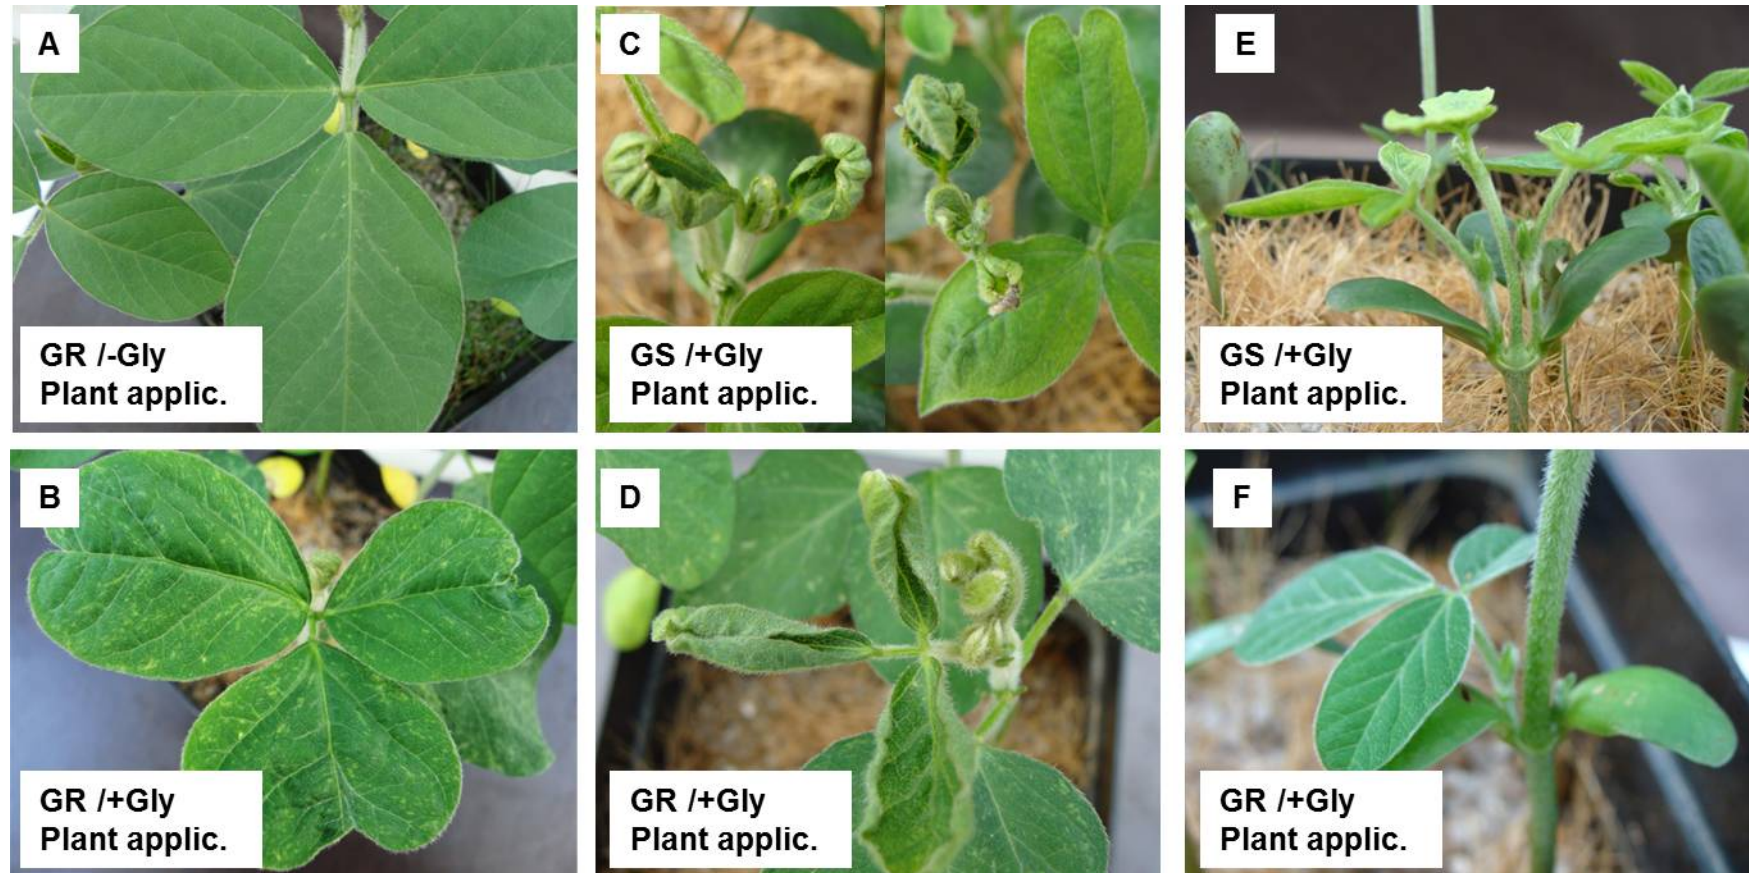 A
GR /-Gly
Plant applic.
C
GS /+Gly
Plant applic.
E
GS /+Gly
Plant applic.
B
GR /+Gly
Plant applic.
D
GR /+Gly
Plant applic.
F
GR /+Gly
Plant applic.